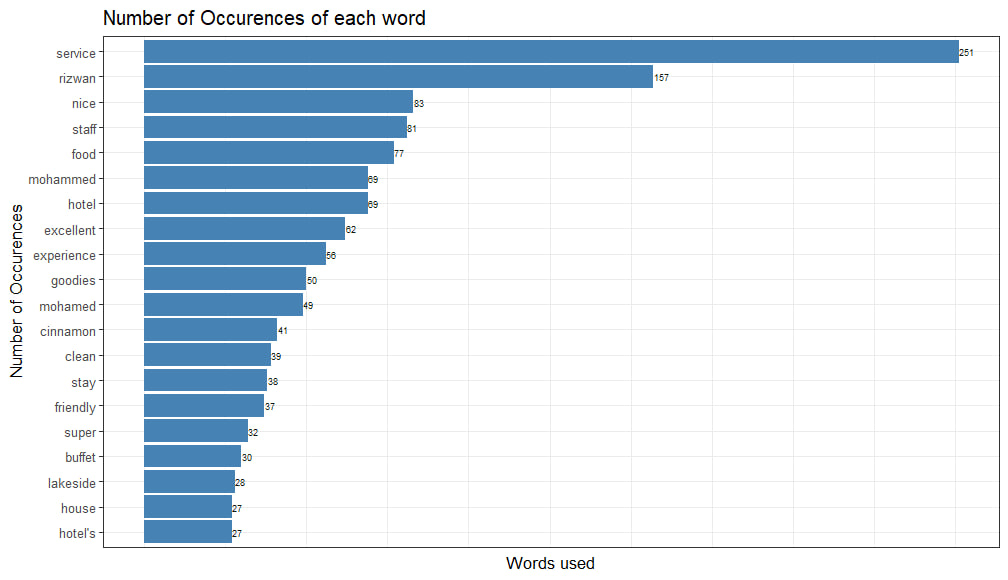 Number of Occurences of each word
Number of Occurences
service 251
rizwan 157
nice 83
staff 81
food 77
mohammed 69
hotel 69
excellent 62
experience 56
goodies 50
mohamed 49
cinnamon 41
clean 39
stay 38
friendly 37
super 32
buffet 30
lakeside 28
house 27
hotel's 27
Words used